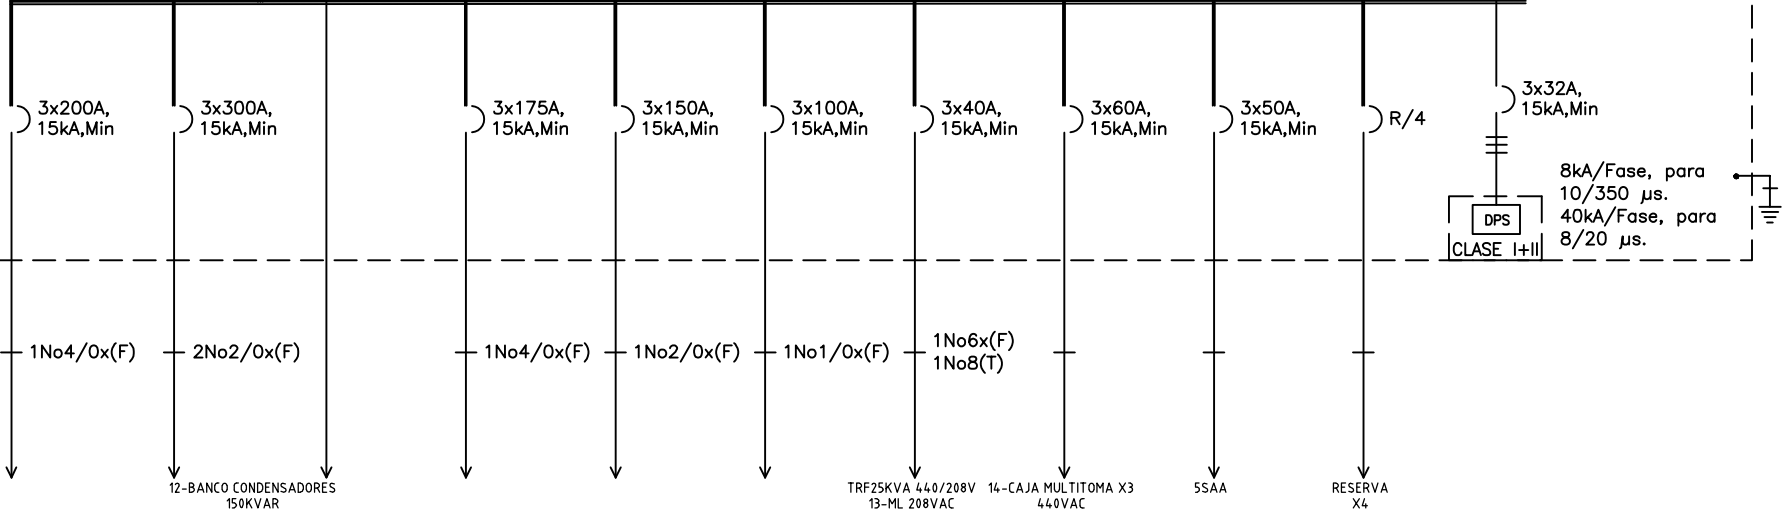 3x200A,
15kA,Min
3x300A,
15kA,Min
3x175A,
15kA,Min
3x150A,
15kA,Min
3x100A,
15kA,Min
3x40A,
15kA,Min
3x60A,
15kA,Min
3x50A,
15kA,Min
R/4
3x32A,
15kA,Min
8kA/Fase, para
10/350 µs.
40kA/Fase, para
8/20 µs.
DPS
CLASE I+II
1No4/0x(F)
2No2/0x(F)
1No4/0x(F)
1No2/0x(F)
1No1/0x(F)
1No6x(F)
1No8(T)
12-BANCO CONDENSADORES
150KVAR
TRF25KVA 440/208V
13-ML 208VAC
14-CAJA MULTITOMA X3
440VAC
5SAA
RESERVA
X4